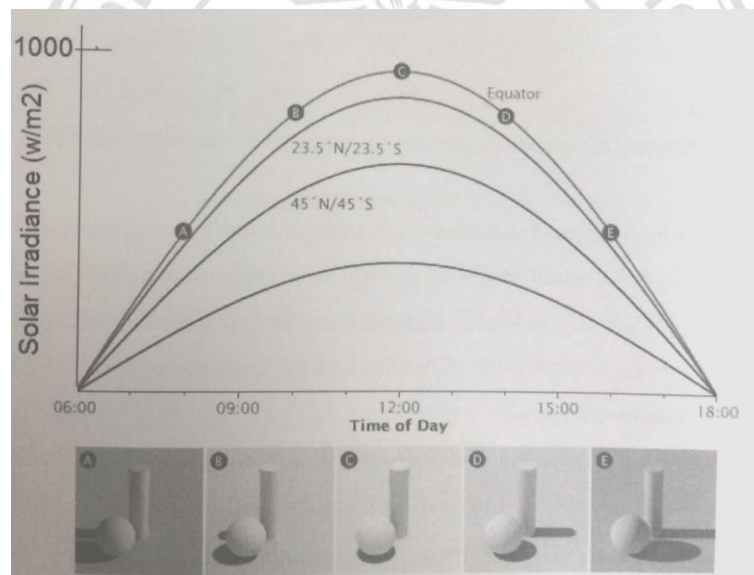 1000
Solar Irradiance (w/m2)
C
B
Equator
D
23.5°N/23.5°S
45°N/45°S
A
E
06:00 09:00 12:00 15:00 18:00
Time of Day
A B C D E